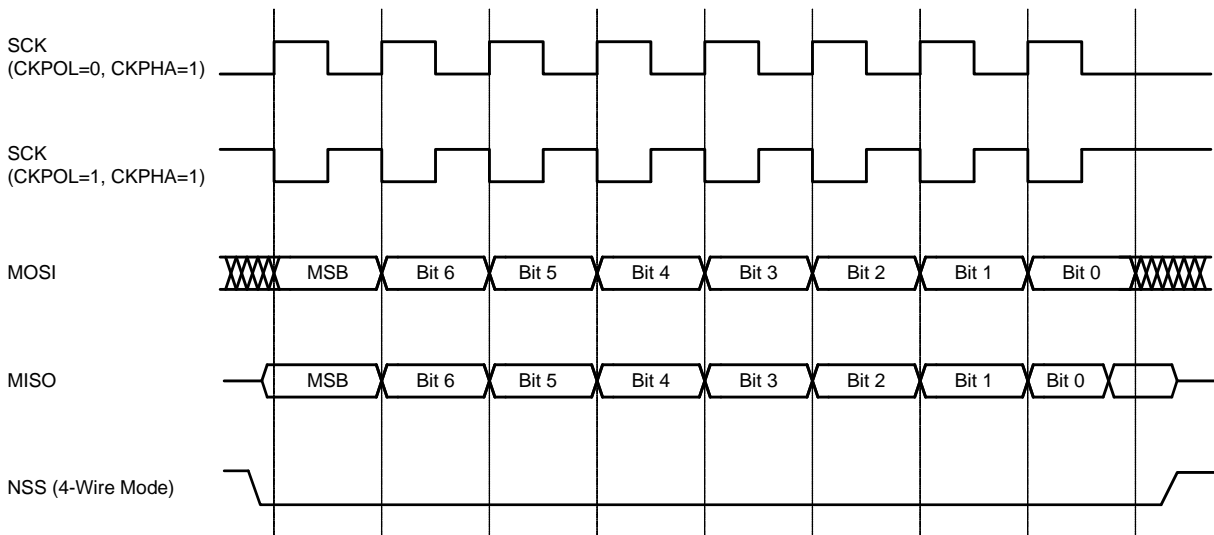 SCK
(CKPOL=0, CKPHA=1)
SCK
(CKPOL=1, CKPHA=1)
MOSI
MSB Bit 6 Bit 5 Bit 4 Bit 3 Bit 2 Bit 1 Bit 0
MISO
MSB Bit 6 Bit 5 Bit 4 Bit 3 Bit 2 Bit 1 Bit 0
NSS (4-Wire Mode)